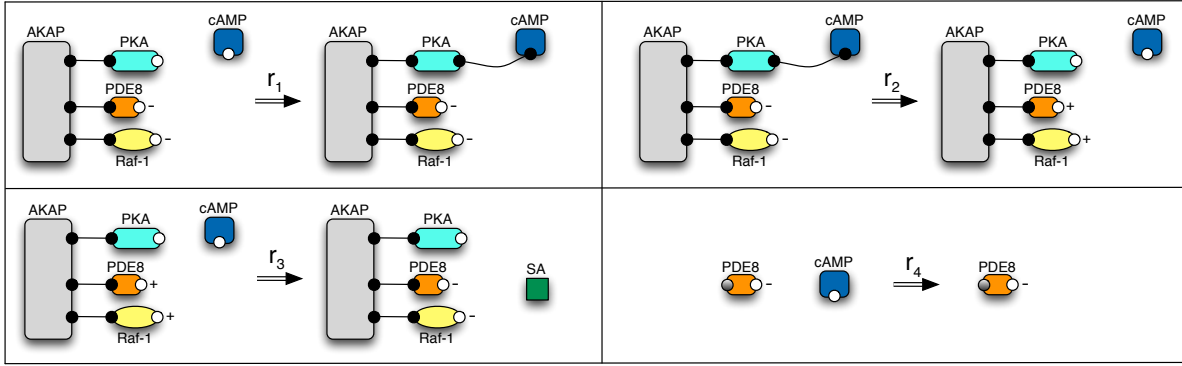 AKAP
PKA
cAMP
PDE8
-
-
Raf-1
r1
AKAP
PKA
cAMP
PDE8
-
-
Raf-1
AKAP
PKA
cAMP
PDE8
-
-
Raf-1
r2
AKAP
PKA
cAMP
PDE8
+
+
Raf-1
AKAP
PKA
cAMP
PDE8
+
+
Raf-1
r3
AKAP
PKA
PDE8
-
-
Raf-1
SA
PDE8
-
cAMP
r4
PDE8
-